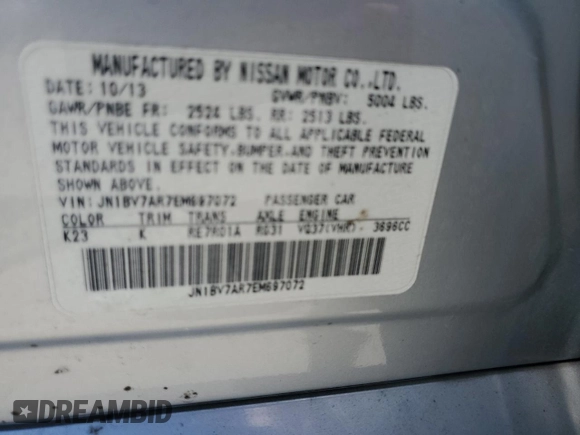 MANUFACTURED BY NISSAN MOTOR CO.,LTD.
DATE: 10/13 GVWR/PNBV: 5004 LBS.
GAWR/PNBE FR: 2524 LBS. RR: 2513 LBS.
THIS VEHICLE CONFORMS TO ALL APPLICABLE FEDERAL
MOTOR VEHICLE SAFETY,BUMPER,AND THEFT PREVENTION
STANDARDS IN EFFECT ON THE DATE OF MANUFACTURE
SHOWN ABOVE.
VIN: JN1BV7AR7EM697072 PASSENGER CAR
COLOR TRIM TRANS AXLE ENGINE
K23 K RE7R01A RG31 VQ37(VHR)- 3696CC
JN1BV7AR7EM697072
DREAMBID